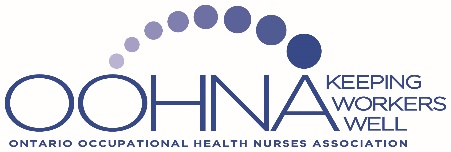 OOHNA
KEEPING
WORKERS
WELL
ONTARIO OCCUPATIONAL HEALTH NURSES ASSOCIATION